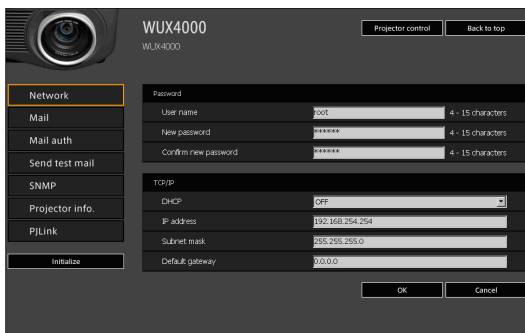 WUX4000
WUX4000
Projector control
Back to top
Network
Mail
Mail auth
Send test mail
SNMP
Projector info.
PJLink
Initialize
Password
User name root 4 - 15 characters
New password ****** 4 - 15 characters
Confirm new password ****** 4 - 15 characters
TCP/IP
DHCP OFF
IP address 192.168.254.254
Subnet mask 255.255.255.0
Default gateway 0.0.0.0
OK Cancel